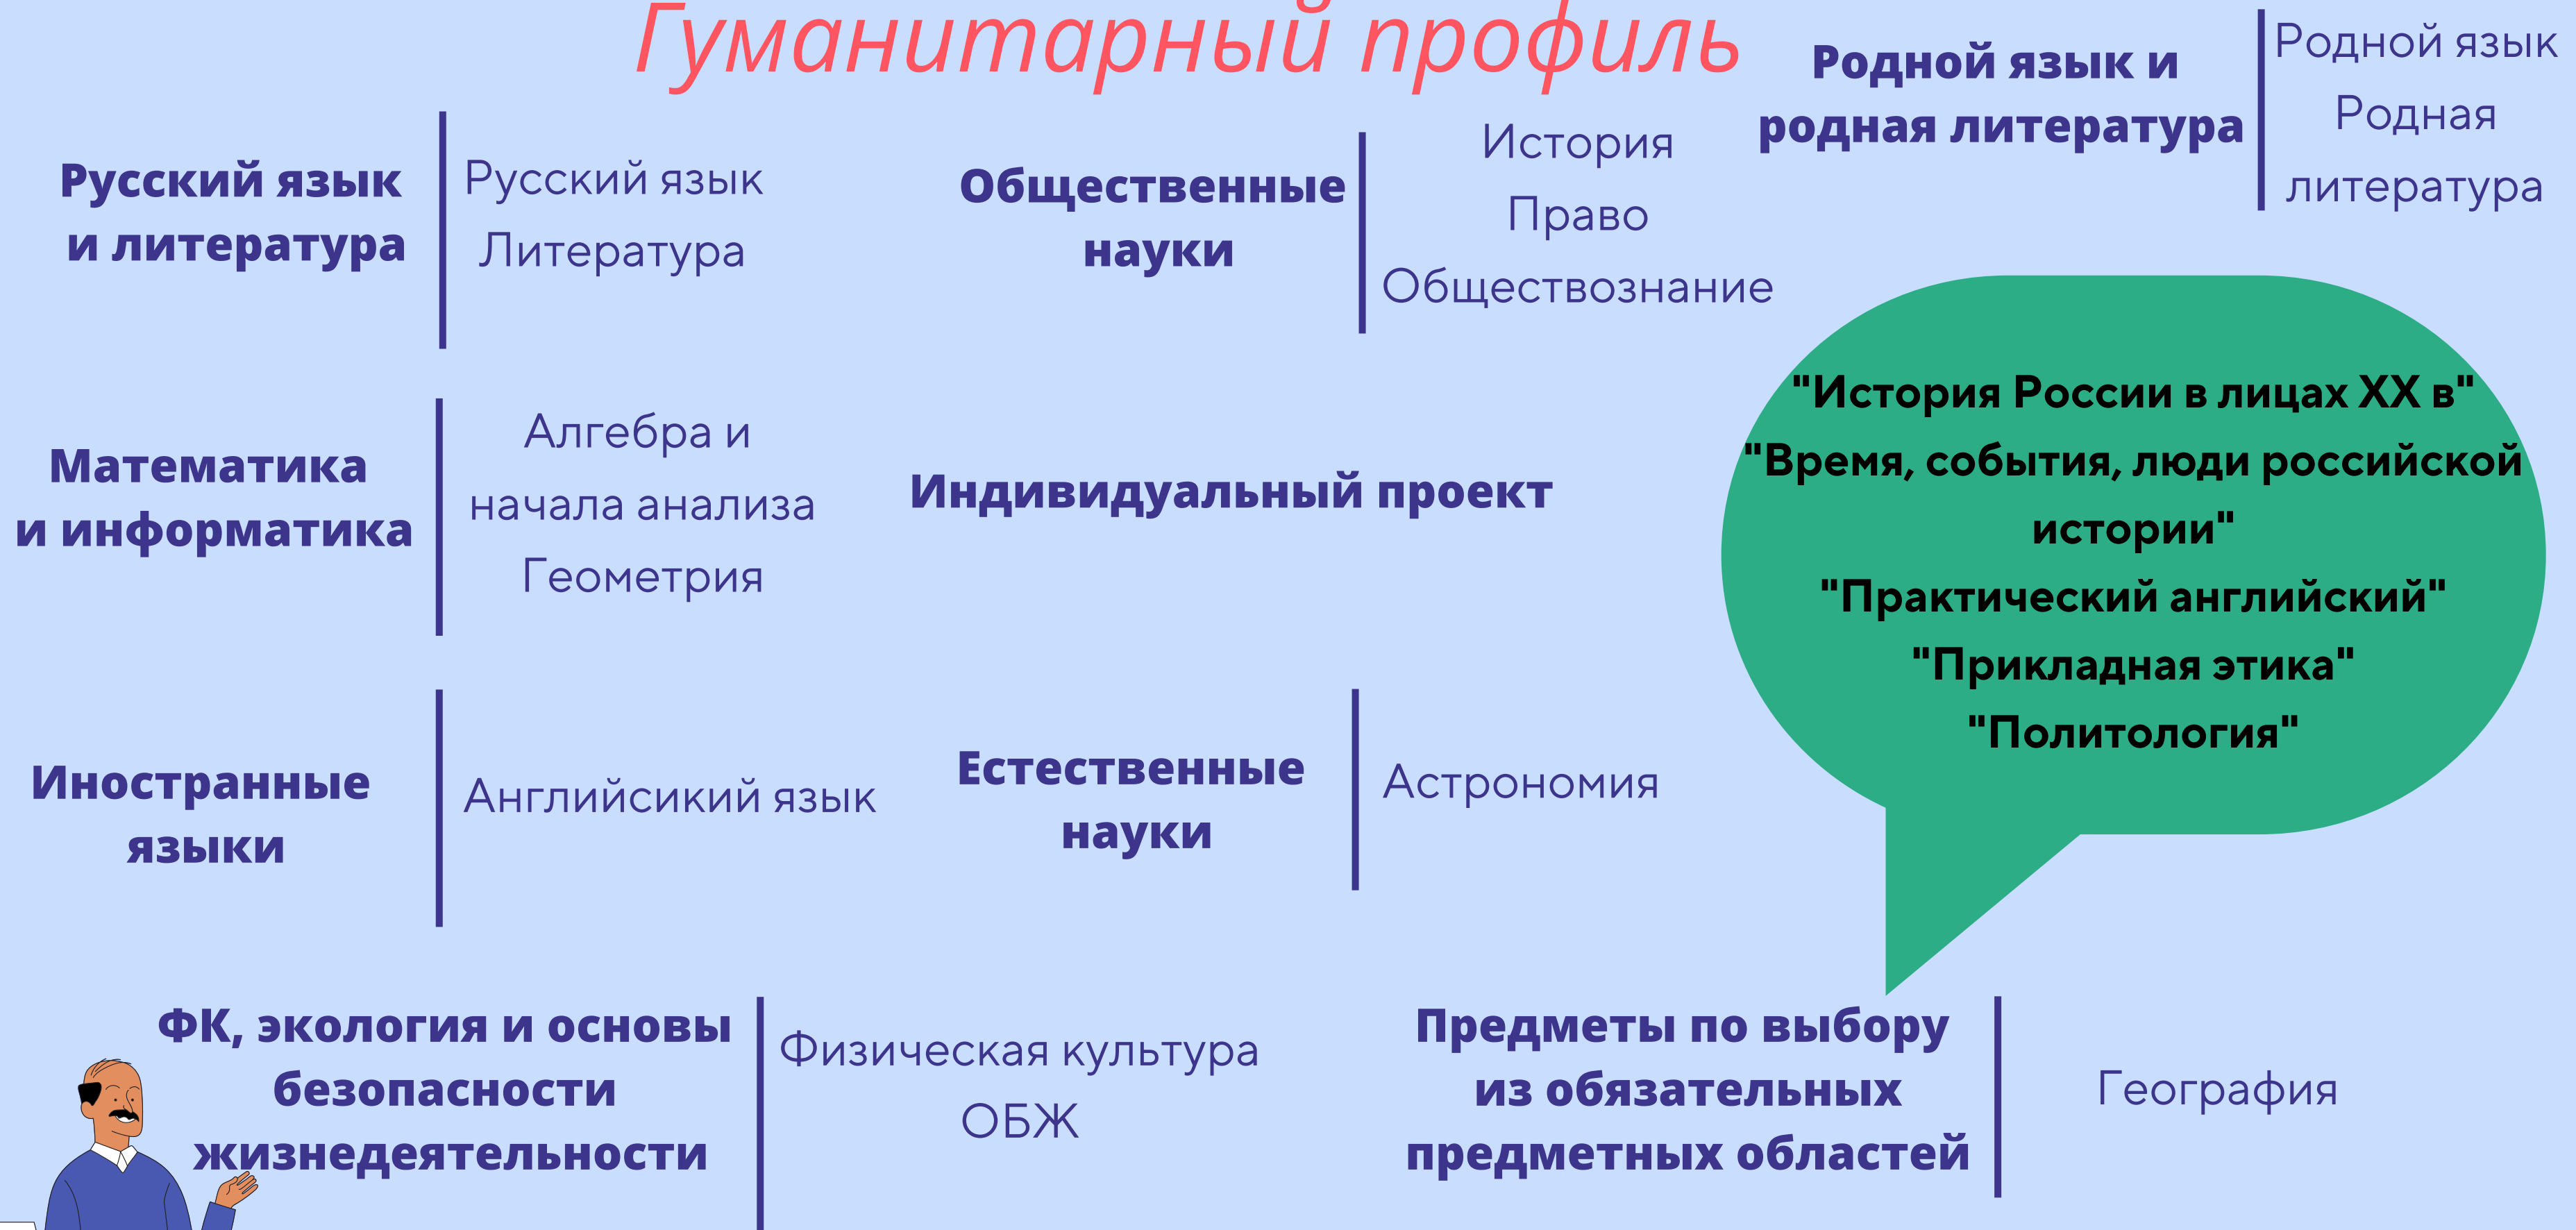 Гуманитарный профиль
Русский язык
и литература
Русский язык
Литература
Общественные
науки
История
Право
Обществознание
Родной язык и
родная литература
Родной язык
Родная
литература
Математика
и информатика
Алгебра и
начала анализа
Геометрия
Индивидуальный проект
"История России в лицах XX в"
"Время, события, люди российской
истории"
"Практический английский"
"Прикладная этика"
"Политология"
Иностранные
языки
Английсикий язык
Естественные
науки
Астрономия
ФК, экология и основы
безопасности
жизнедеятельности
Физическая культура
ОБЖ
Предметы по выбору
из обязательных
предметных областей
География